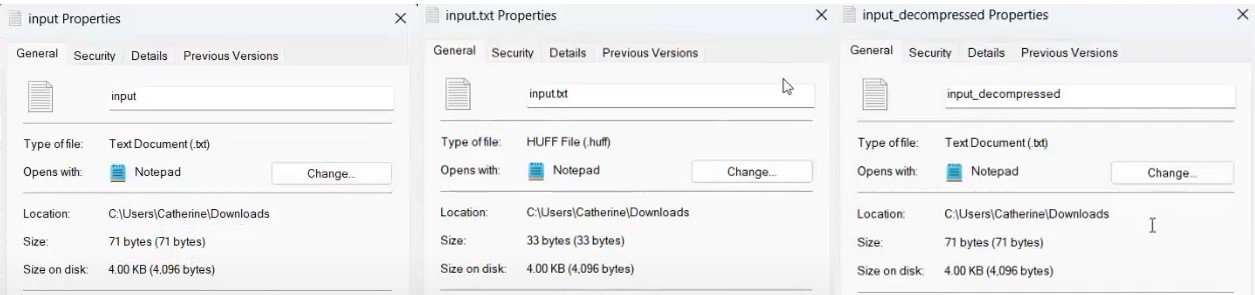 input Properties
General Security Details Previous Versions
input
Type of file: Text Document (.txt)
Opens with: Notepad Change...
Location: C:\Users\Catherine\Downloads
Size: 71 bytes (71 bytes)
Size on disk: 4.00 KB (4,096 bytes)
input.txt Properties
General Security Details Previous Versions
input.txt
Type of file: HUFF File (.huff)
Opens with: Notepad Change...
Location: C:\Users\Catherine\Downloads
Size: 33 bytes (33 bytes)
Size on disk: 4.00 KB (4,096 bytes)
input_decompressed Properties
General Security Details Previous Versions
input_decompressed
Type of file: Text Document (.txt)
Opens with: Notepad Change...
Location: C:\Users\Catherine\Downloads
Size: 71 bytes (71 bytes)
Size on disk: 4.00 KB (4,096 bytes)